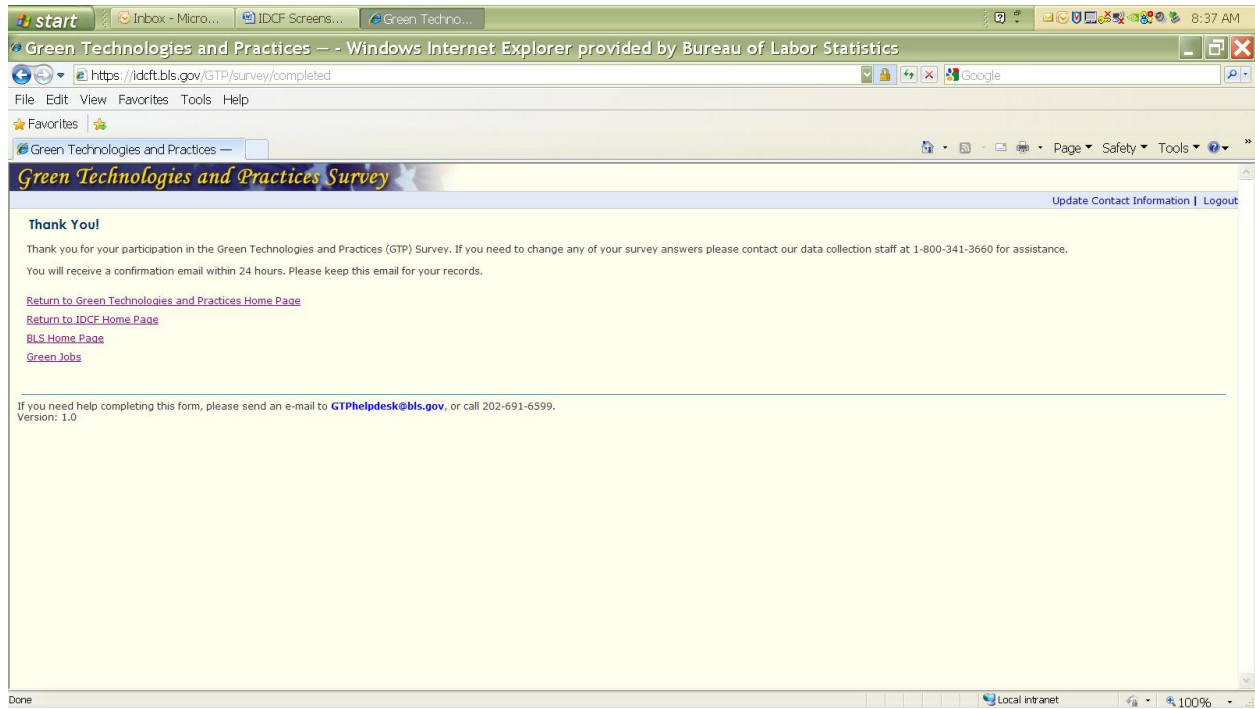 start Inbox - Micro... IDCF Screens... Green Techno... 8:37 AM
Green Technologies and Practices — - Windows Internet Explorer provided by Bureau of Labor Statistics
https://idcft.bls.gov/GTP/survey/completed Google
File Edit View Favorites Tools Help
Favorites
Green Technologies and Practices — Page Safety Tools »
Green Technologies and Practices Survey
Update Contact Information | Logout
Thank You!
Thank you for your participation in the Green Technologies and Practices (GTP) Survey. If you need to change any of your survey answers please contact our data collection staff at 1-800-341-3660 for assistance.
You will receive a confirmation email within 24 hours. Please keep this email for your records.
Return to Green Technologies and Practices Home Page
Return to IDCF Home Page
BLS Home Page
Green Jobs
If you need help completing this form, please send an e-mail to GTPhelpdesk@bls.gov, or call 202-691-6599.
Version: 1.0
Done Local intranet 100%